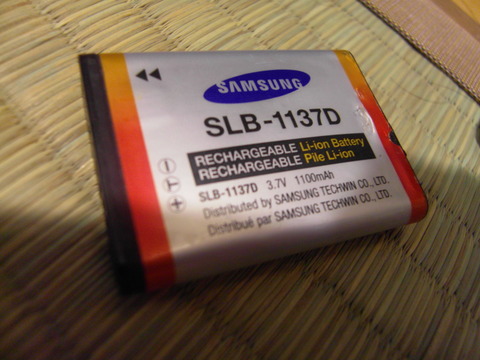 SAMSUNG
SLB-1137D
RECHARGEABLE Li-ion Battery
RECHARGEABLE Pile Li-ion
SLB-1137D 3.7V 1100mAh
Distributed by SAMSUNG TECHWIN CO., LTD.
Distribué par SAMSUNG TECHWIN CO., LTD.